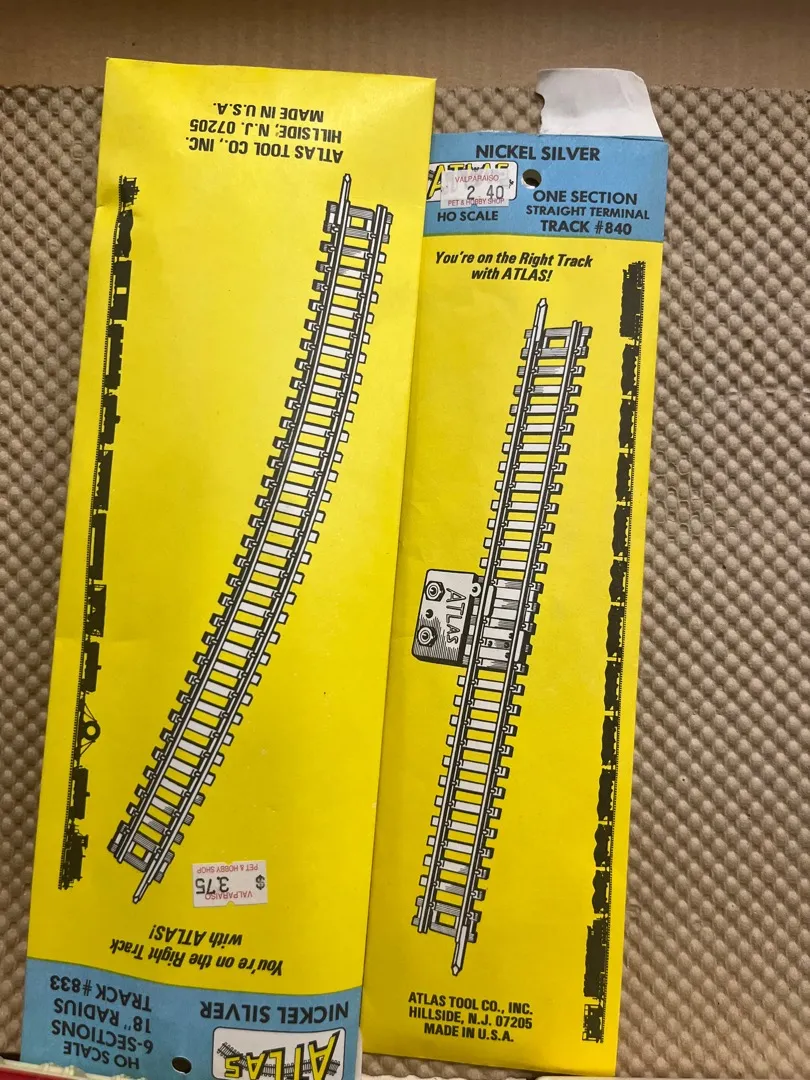 NICKEL SILVER
ATLAS
VALPARAISO
2.40
PET & HOBBY SHOP
HO SCALE
ONE SECTION
STRAIGHT TERMINAL
TRACK #840
You're on the Right Track
with ATLAS!
ATLAS
ATLAS TOOL CO., INC.
HILLSIDE, N.J. 07205
MADE IN U.S.A.
ATLAS
NICKEL SILVER
HO SCALE
6-SECTIONS
18" RADIUS
TRACK #833
You're on the Right Track
with ATLAS!
VALPARAISO
$ 3.75
PET & HOBBY SHOP
ATLAS TOOL CO., INC.
HILLSIDE, N.J. 07205
MADE IN U.S.A.